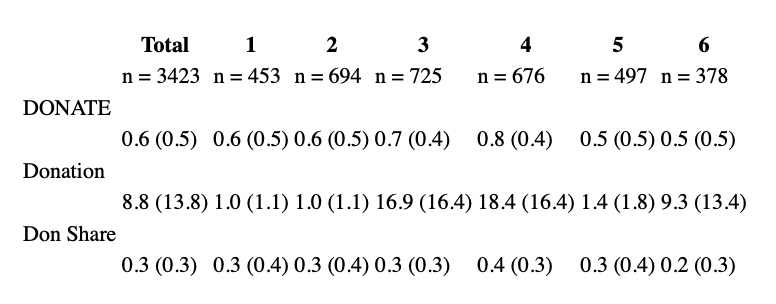 Total 1 2 3 4 5 6
n = 3423 n = 453 n = 694 n = 725 n = 676 n = 497 n = 378
DONATE
0.6 (0.5) 0.6 (0.5) 0.6 (0.5) 0.7 (0.4) 0.8 (0.4) 0.5 (0.5) 0.5 (0.5)
Donation
8.8 (13.8) 1.0 (1.1) 1.0 (1.1) 16.9 (16.4) 18.4 (16.4) 1.4 (1.8) 9.3 (13.4)
Don Share
0.3 (0.3) 0.3 (0.4) 0.3 (0.4) 0.3 (0.3) 0.4 (0.3) 0.3 (0.4) 0.2 (0.3)